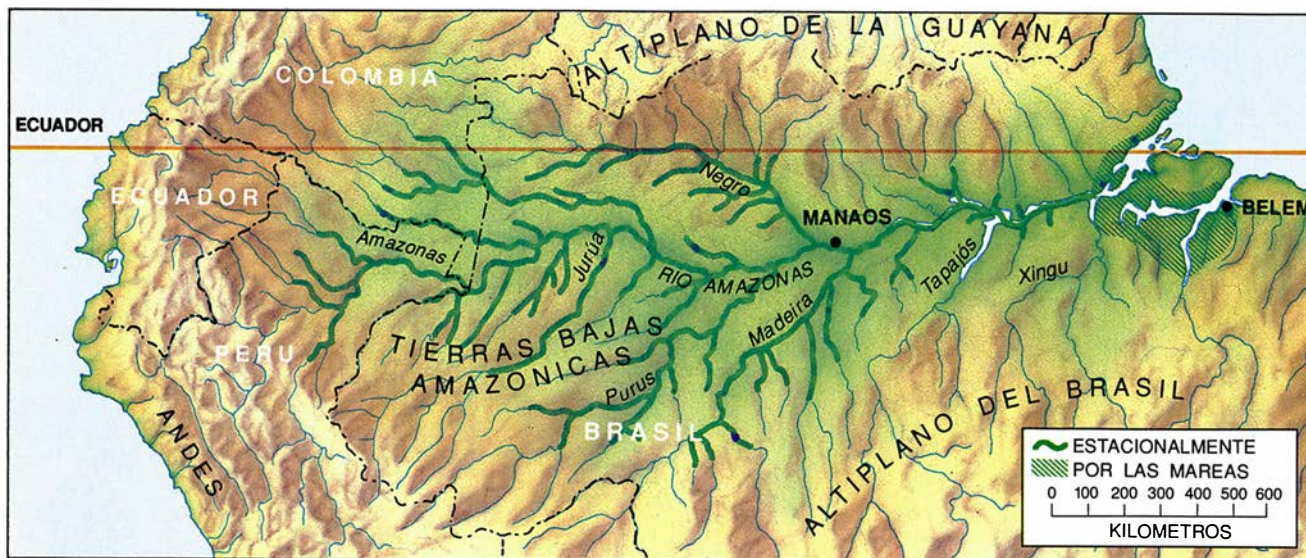 ALTIPLANO DE LA GUAYANA
COLOMBIA
ECUADOR
ECUADOR
Negro
MANAOS
BELEM
Amazonas
Jurúa
RIO AMAZONAS
Tapajós
Xingu
Madeira
TIERRAS BAJAS
AMAZONICAS
PERU
Purus
BRASIL
ANDES
ALTIPLANO DEL BRASIL
ESTACIONALMENTE
POR LAS MAREAS
0 100 200 300 400 500 600
KILOMETROS